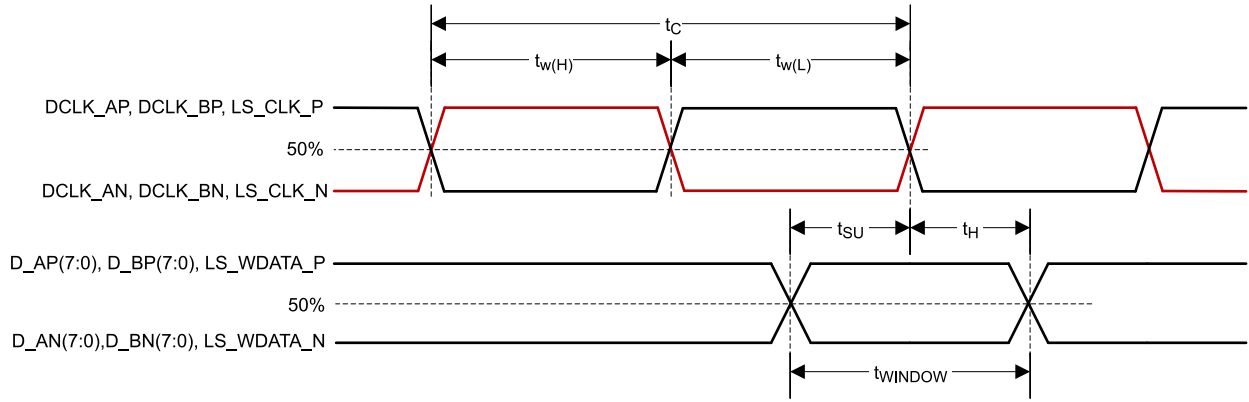 tC
tw(H)
tw(L)
DCLK_AP, DCLK_BP, LS_CLK_P
50%
DCLK_AN, DCLK_BN, LS_CLK_N
tSU
tH
D_AP(7:0), D_BP(7:0), LS_WDATA_P
50%
D_AN(7:0),D_BN(7:0), LS_WDATA_N
tWINDOW